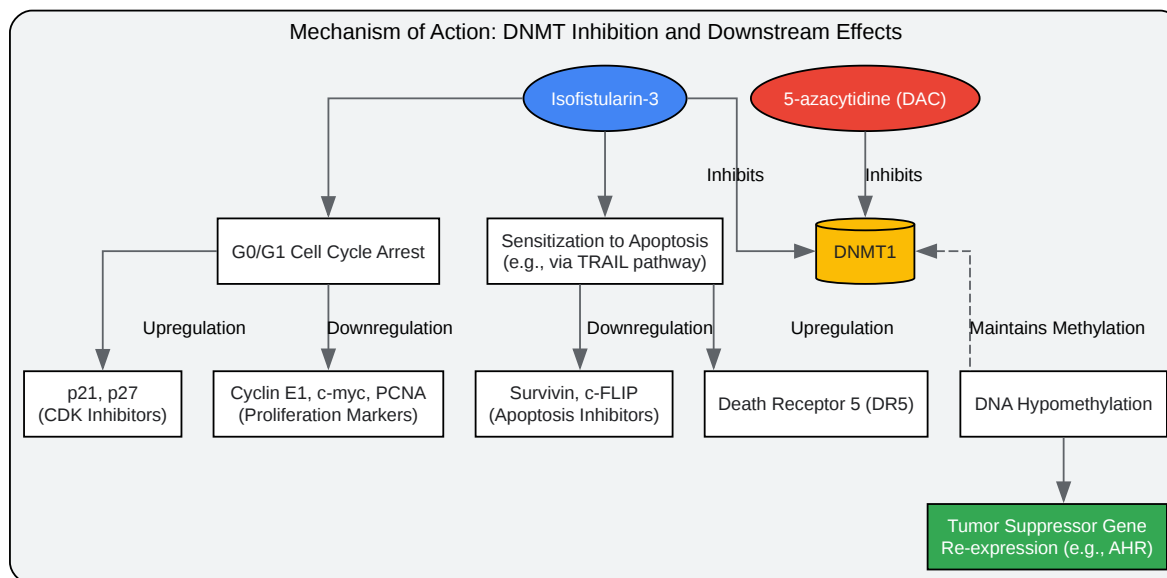 Mechanism of Action: DNMT Inhibition and Downstream Effects
Isofistularin-3
5-azacytidine (DAC)
Inhibits
Inhibits
G0/G1 Cell Cycle Arrest
Sensitization to Apoptosis
(e.g., via TRAIL pathway)
DNMT1
Upregulation
Downregulation
Downregulation
Upregulation
Maintains Methylation
p21, p27
(CDK Inhibitors)
Cyclin E1, c-myc, PCNA
(Proliferation Markers)
Survivin, c-FLIP
(Apoptosis Inhibitors)
Death Receptor 5 (DR5)
DNA Hypomethylation
Tumor Suppressor Gene
Re-expression (e.g., AHR)